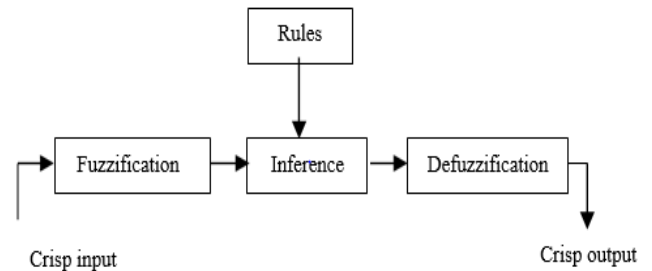 Rules
Fuzzification
Inference
Defuzzification
Crisp input
Crisp output